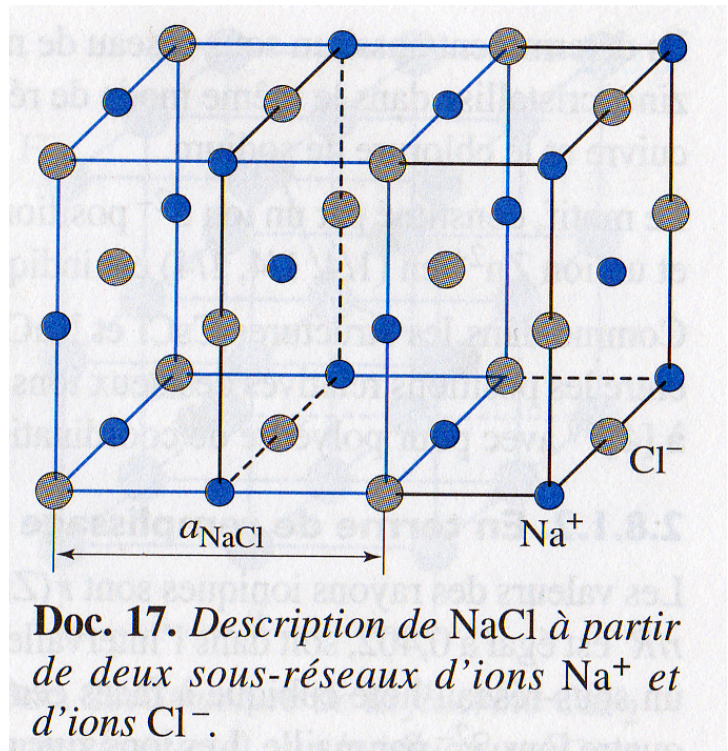 Cl⁻
a_NaCl
Na⁺
Doc. 17. Description de NaCl à partir
de deux sous-réseaux d'ions Na⁺ et
d'ions Cl⁻.